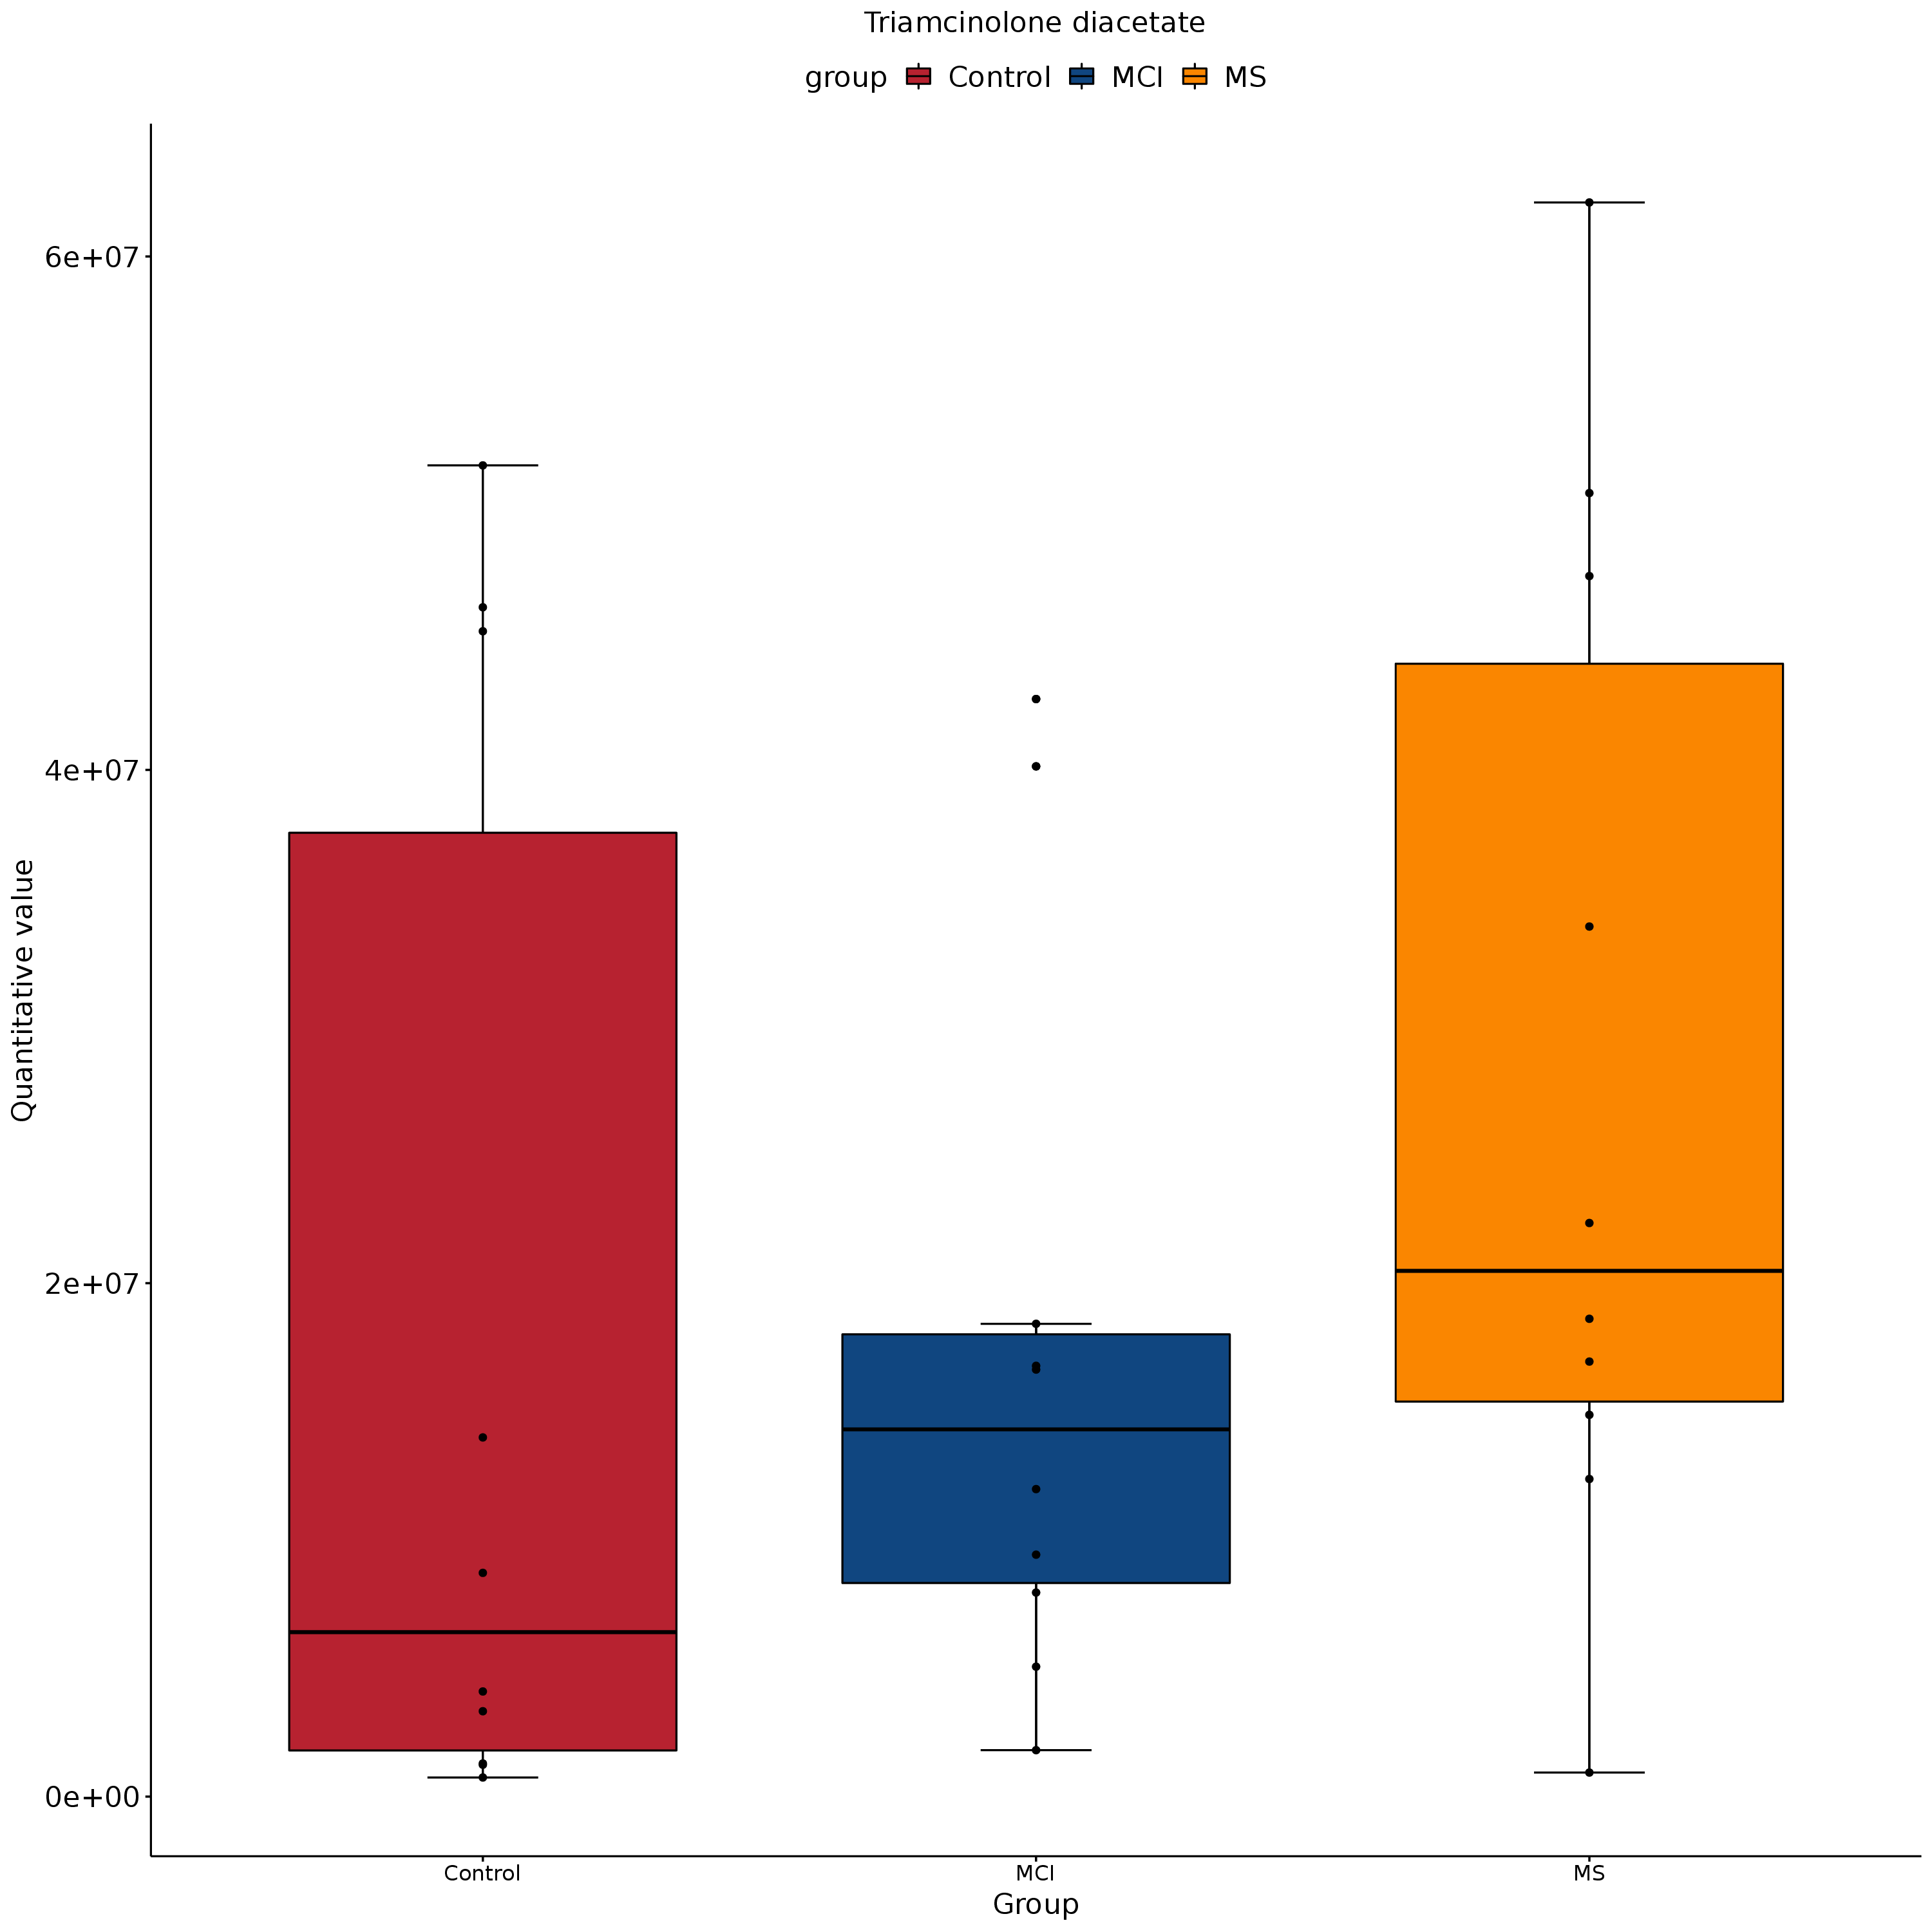 Triamcinolone diacetate
group Control MCI MS
Quantitative value
6e+07
4e+07
2e+07
0e+00
Control MCI MS
Group